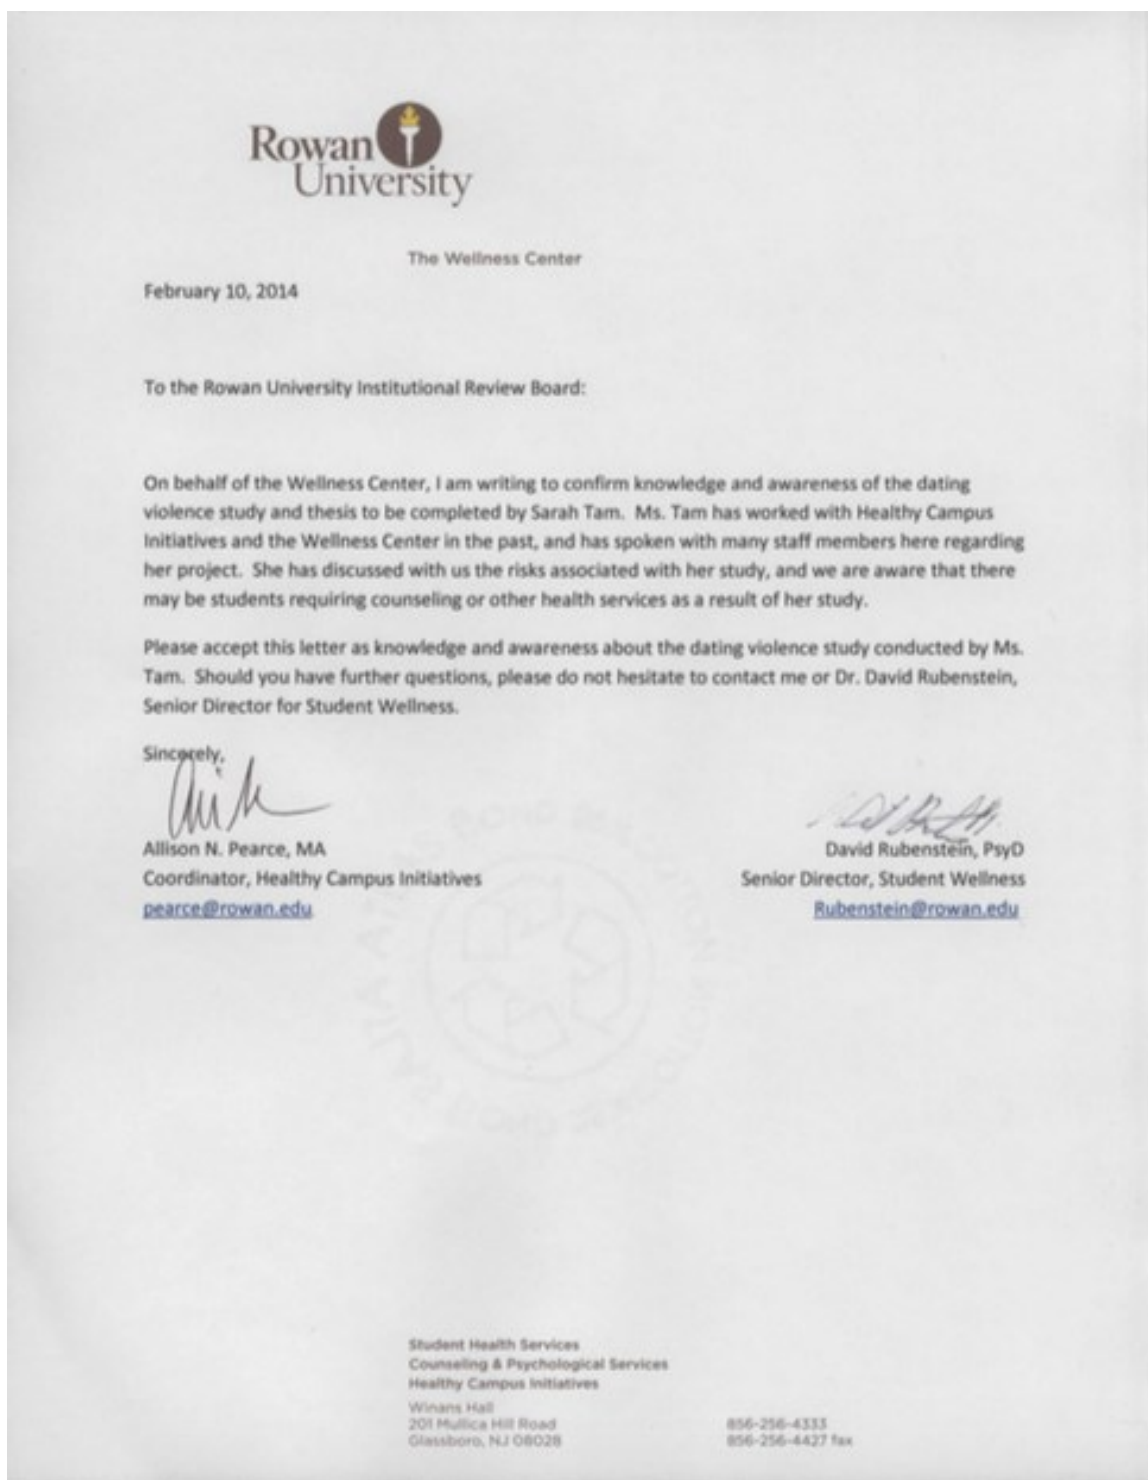 Rowan
University
The Wellness Center
February 10, 2014
To the Rowan University Institutional Review Board:
On behalf of the Wellness Center, I am writing to confirm knowledge and awareness of the dating
violence study and thesis to be completed by Sarah Tam.  Ms. Tam has worked with Healthy Campus
Initiatives and the Wellness Center in the past, and has spoken with many staff members here regarding
her project.  She has discussed with us the risks associated with her study, and we are aware that there
may be students requiring counseling or other health services as a result of her study.
Please accept this letter as knowledge and awareness about the dating violence study conducted by Ms.
Tam.  Should you have further questions, please do not hesitate to contact me or Dr. David Rubenstein,
Senior Director for Student Wellness.
Sincerely,
Allison N. Pearce, MA
David Rubenstein, PsyD
Coordinator, Healthy Campus Initiatives
Senior Director, Student Wellness
pearce@rowan.edu
Rubenstein@rowan.edu
Student Health Services
Counseling & Psychological Services
Healthy Campus Initiatives
Winans Hall
201 Mullica Hill Road
856-256-4333
Glassboro, NJ 08028
856-256-4427 fax